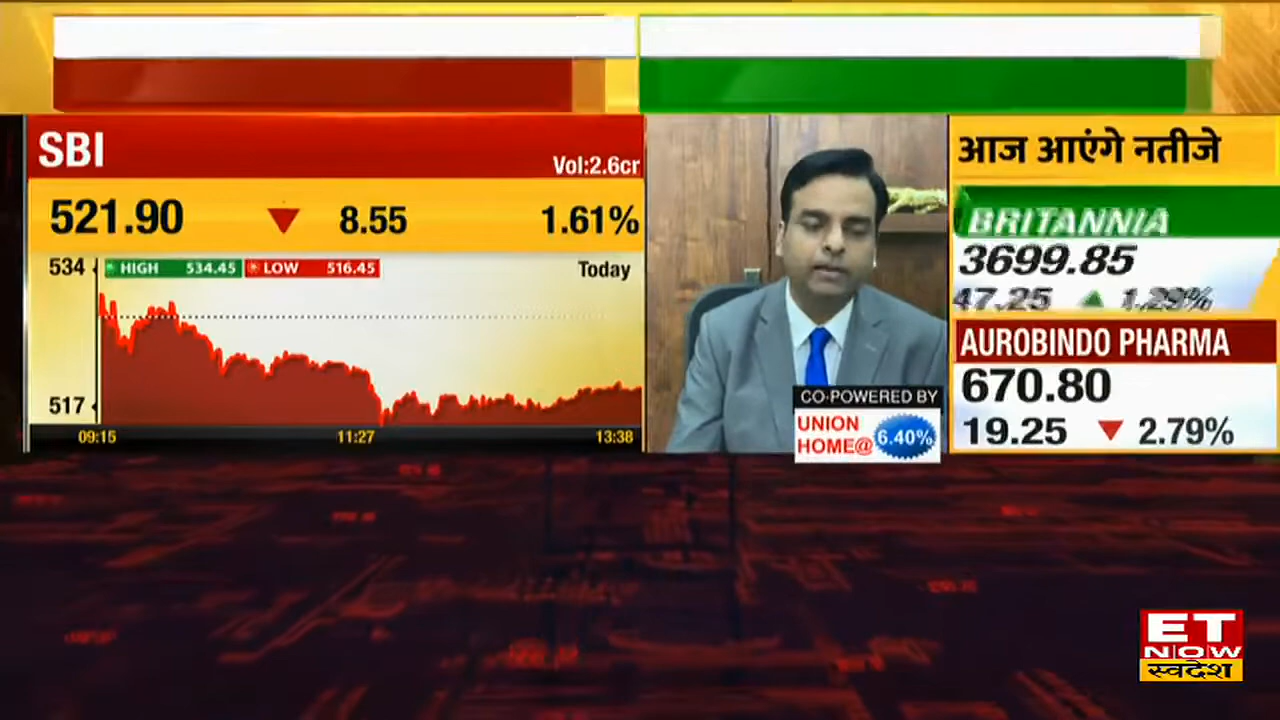 SBI
Vol:2.6cr
521.90 ▼ 8.55 1.61%
534
HIGH 534.45 LOW 516.45
Today
517
09:15 11:27 13:38
CO-POWERED BY
UNION
HOME@ 6.40%
आज आएंगे नतीजे
BRITANNIA
3699.85
47.25 ▲ 1.29%
AUROBINDO PHARMA
670.80
19.25 ▼ 2.79%
ET
NOW
स्वदेश